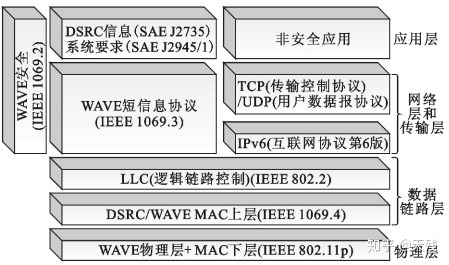 WAVE安全
(IEEE 1069.2)
DSRC信息(SAE J2735)
系统要求(SAE J2945/1)
非安全应用
应用层
WAVE短信息协议
(IEEE 1069.3)
TCP(传输控制协议)
/UDP(用户数据报协议)
IPv6(互联网协议第6版)
网络
层和
传输层
LLC(逻辑链路控制)(IEEE 802.2)
DSRC/WAVE MAC上层(IEEE 1069.4)
数据
链路层
WAVE物理层+MAC下层(IEEE 802.11p)
物理层
知乎